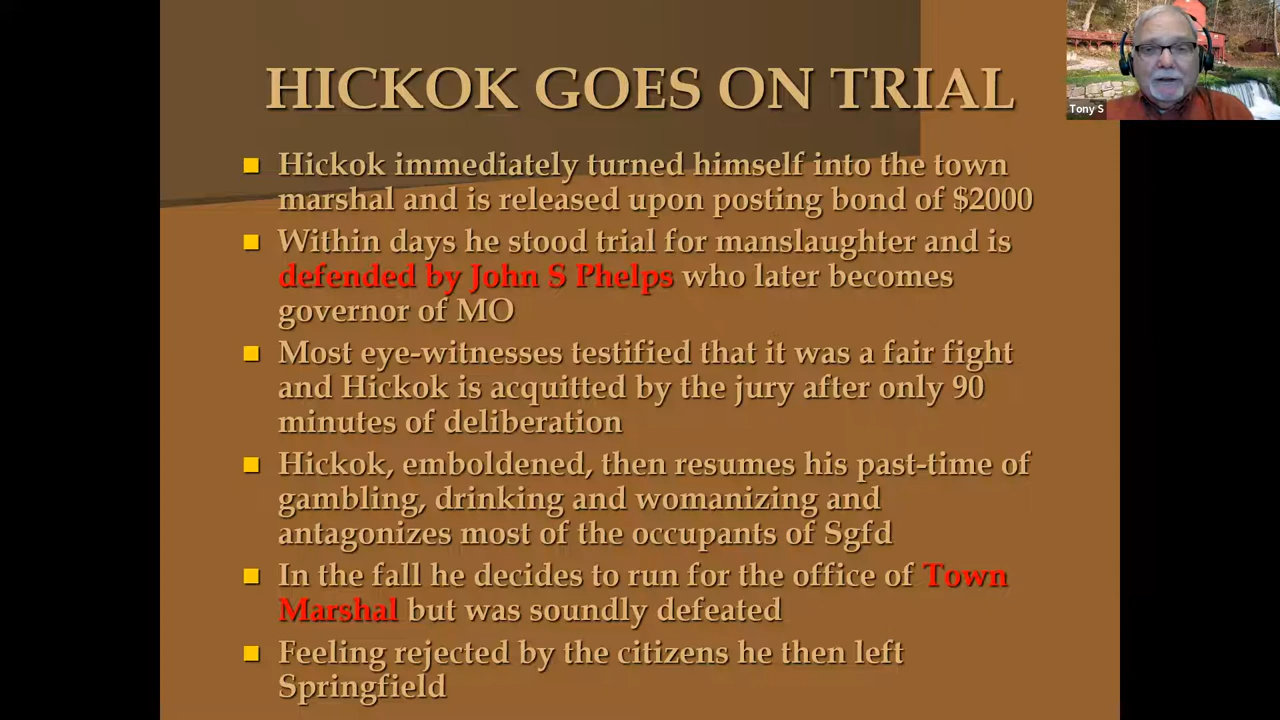 HICKOK GOES ON TRIAL
Hickok immediately turned himself into the town
marshal and is released upon posting bond of $2000
Within days he stood trial for manslaughter and is
defended by John S Phelps who later becomes
governor of MO
Most eye-witnesses testified that it was a fair fight
and Hickok is acquitted by the jury after only 90
minutes of deliberation
Hickok, emboldened, then resumes his past-time of
gambling, drinking and womanizing and
antagonizes most of the occupants of Sgfd
In the fall he decides to run for the office of Town
Marshal but was soundly defeated
Feeling rejected by the citizens he then left
Springfield
Tony S